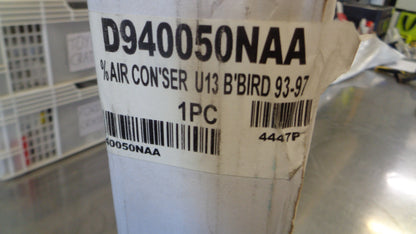 D940050NAA
% AIR CON'SER U13 B'BIRD 93-97
1PC
4447P
40050NAA